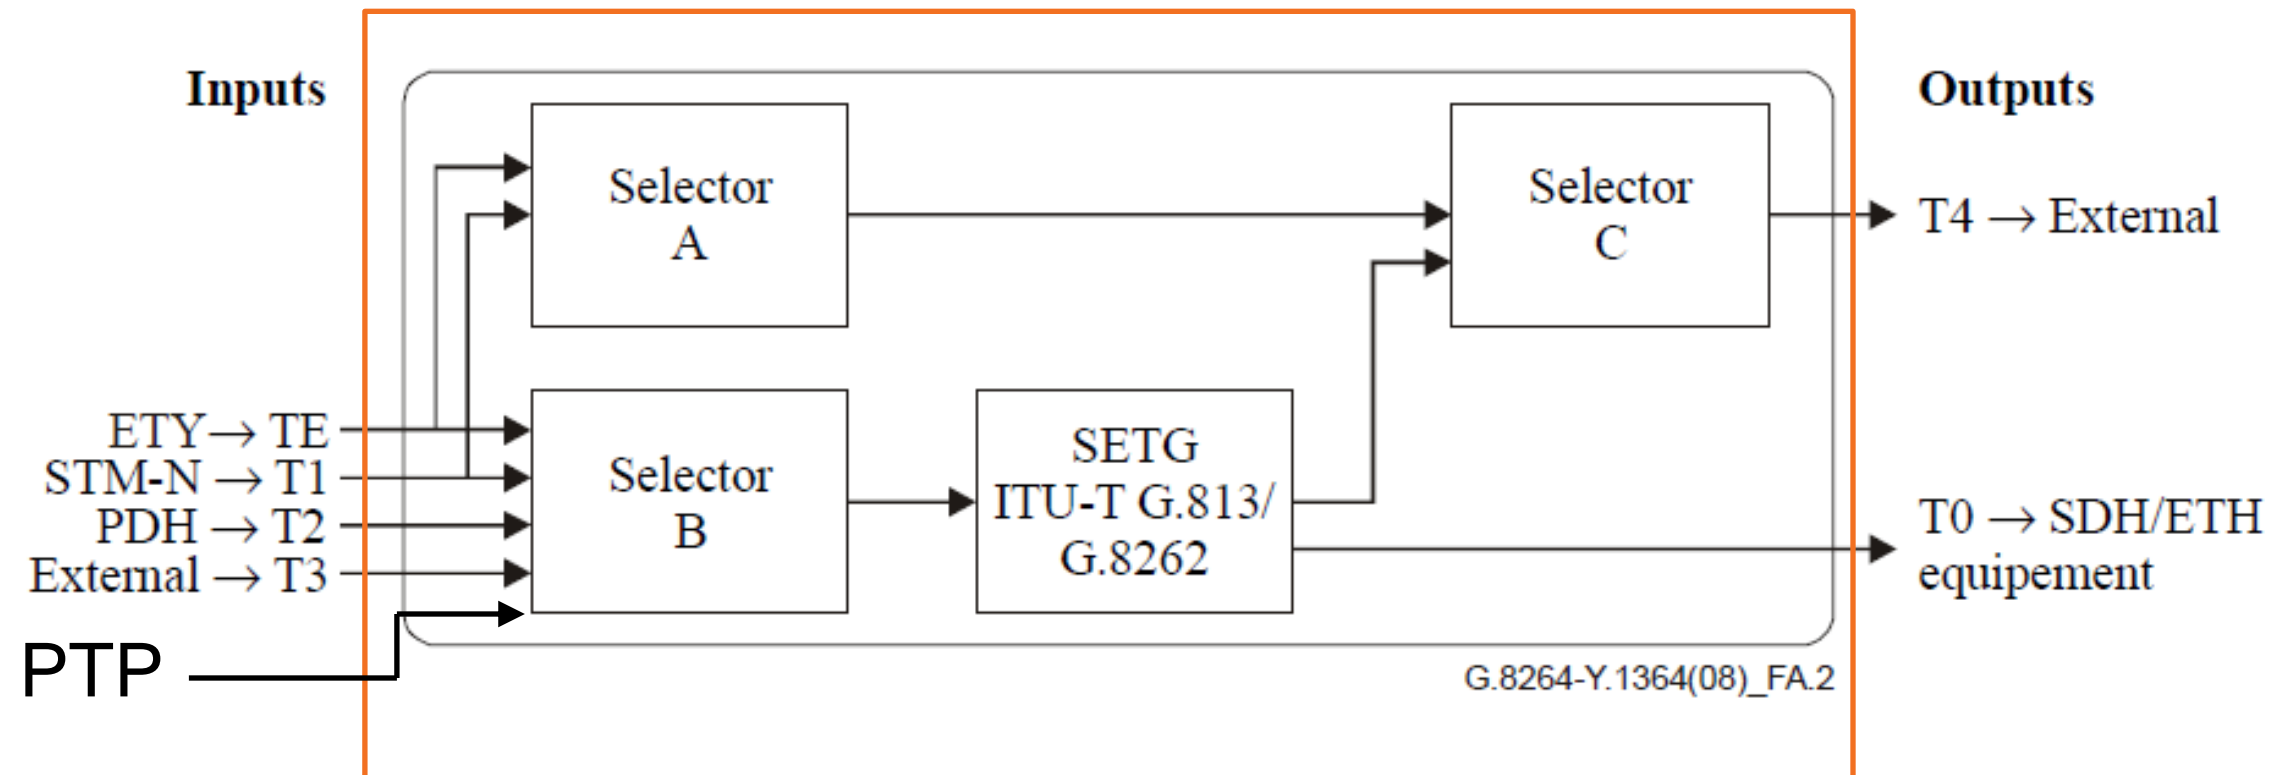 Inputs
Outputs
Selector
A
Selector
C
T4 → External
ETY→ TE
STM-N → T1
PDH → T2
External → T3
PTP
Selector
B
SETG
ITU-T G.813/
G.8262
T0 → SDH/ETH
equipement
G.8264-Y.1364(08)_FA.2